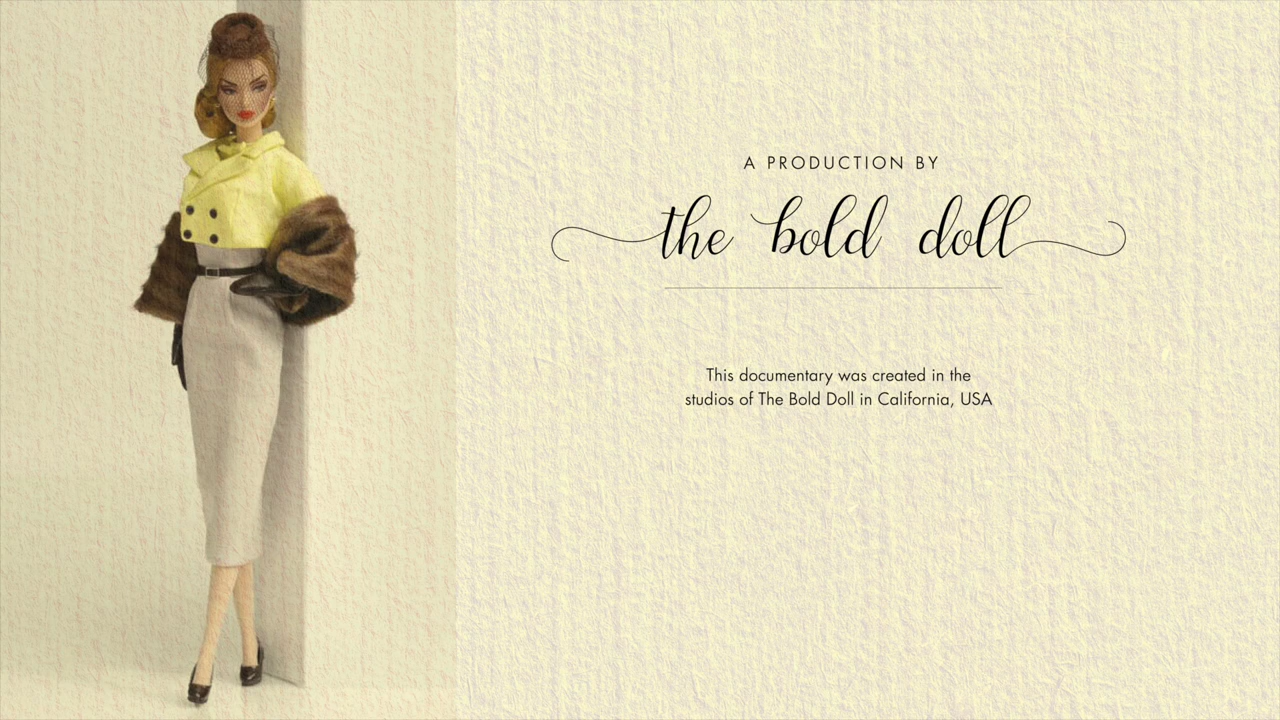 A PRODUCTION BY
the bold doll
This documentary was created in the
studios of The Bold Doll in California, USA